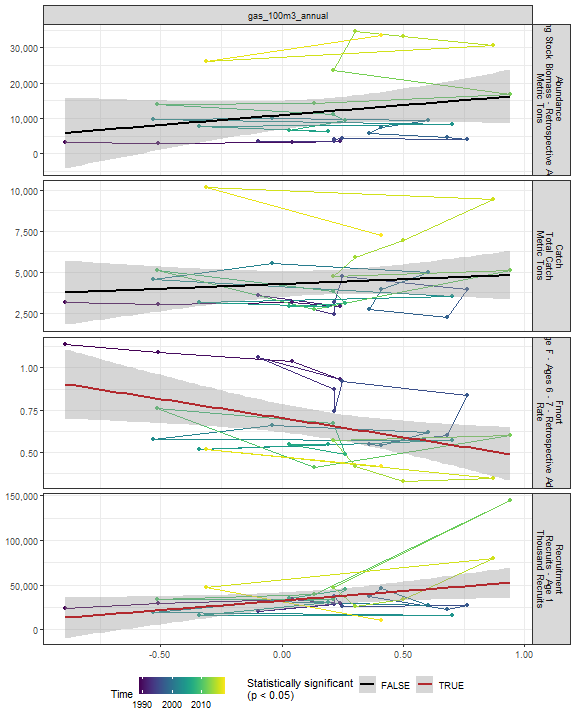 gas_100m3_annual
30,000
20,000
10,000
0
Abundance
ng Stock Biomass - Retrospective A
Metric Tons
10,000
7,500
5,000
2,500
Catch
Total Catch
Metric Tons
1.00
0.75
0.50
Fmort
ge F - Ages 6 - 7 - Retrospective Ad
Rate
150,000
100,000
50,000
0
Recruitment
Recruits - Age 1
Thousand Recruits
-0.50
0.00
0.50
1.00
Time
1990
2000
2010
Statistically significant
(p < 0.05)
FALSE
TRUE